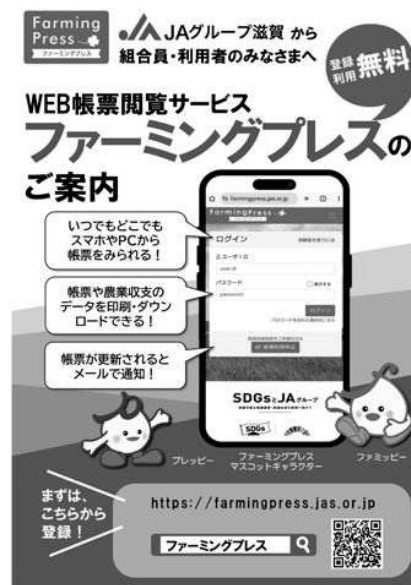 Farming
Press
ファーミングプレス
JAグループ滋賀 から
組合員・利用者のみなさまへ
登録
利用 無料
WEB帳票閲覧サービス
ファーミングプレスの
ご案内
いつでもどこでも
スマホやPCから
帳票をみられる！
帳票や農業収支の
データを印刷・ダウン
ロードできる！
帳票が更新されると
メールで通知！
farmingpress.jas.or.jp
FarmingPress
ログイン
ユーザID
パスワード
表示する
ログイン
SDGsとJAグループ
SDGs
プレッピー
ファーミングプレス
マスコットキャラクター
ファミッピー
まずは、
こちらから
登録！
https://farmingpress.jas.or.jp
ファーミングプレス